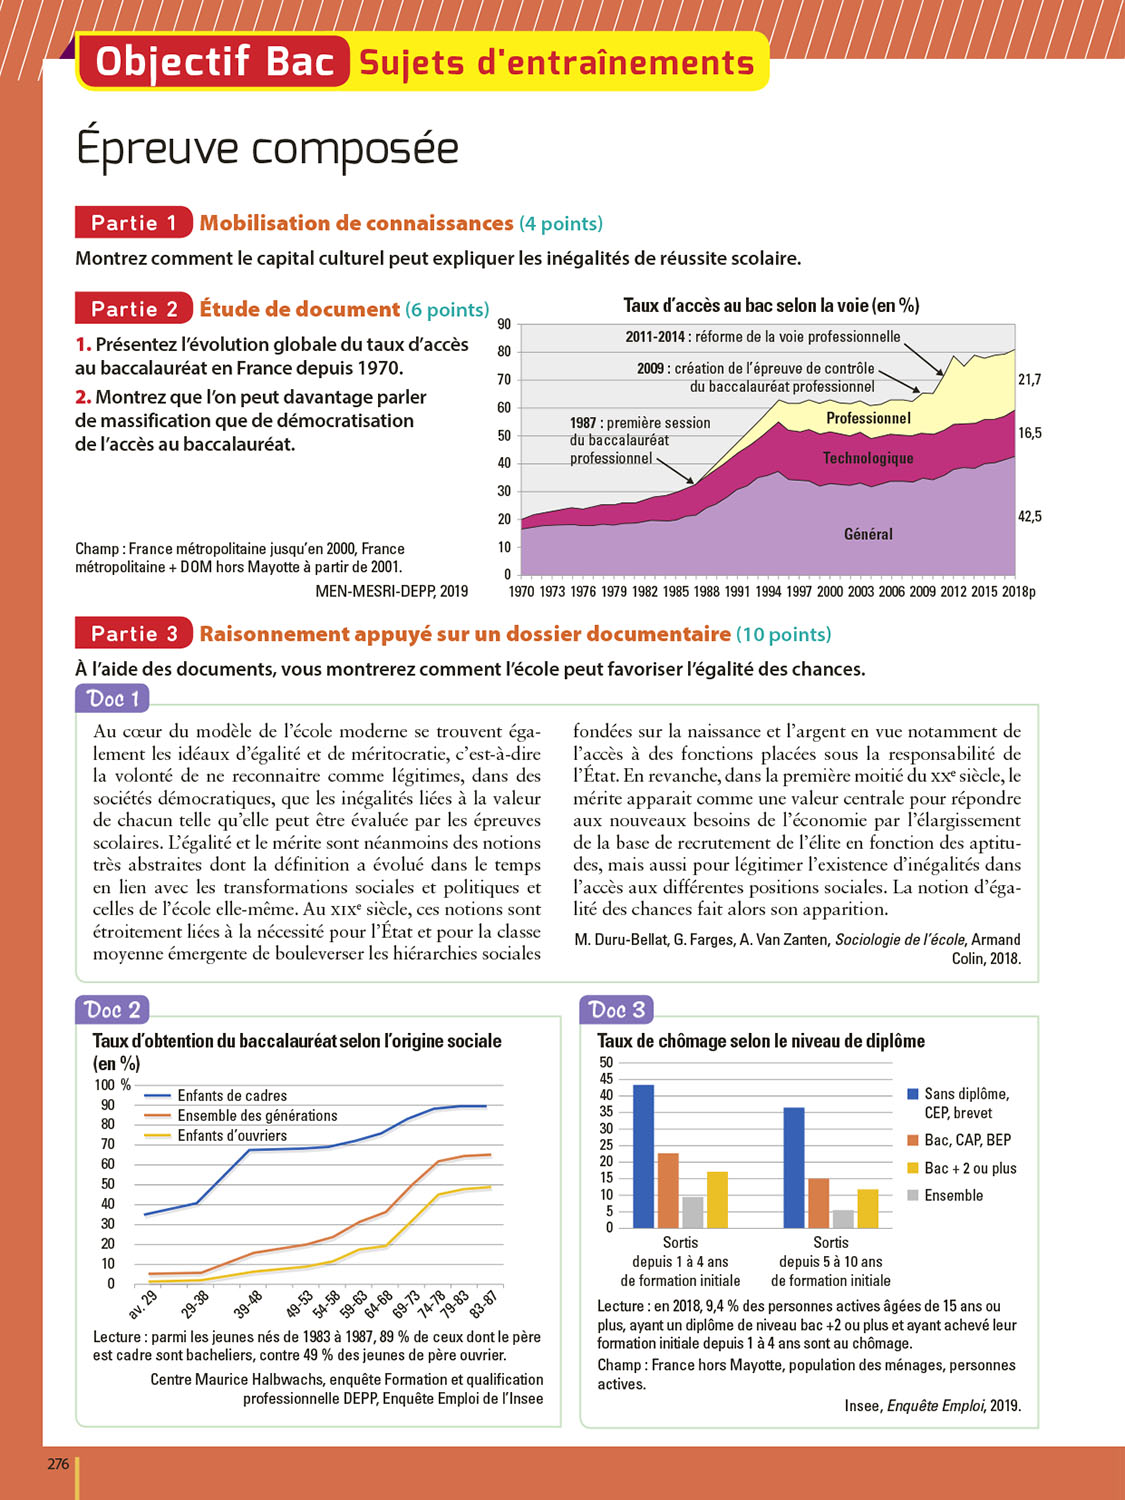 Objectif Bac Sujets d'entraînements
Épreuve composée
Partie 1 Mobilisation de connaissances (4 points)
Montrez comment le capital culturel peut expliquer les inégalités de réussite scolaire.
Partie 2 Étude de document (6 points)
1. Présentez l'évolution globale du taux d'accès
au baccalauréat en France depuis 1970.
2. Montrez que l'on peut davantage parler
de massification que de démocratisation
de l'accès au baccalauréat.
Champ : France métropolitaine jusqu'en 2000, France
métropolitaine + DOM hors Mayotte à partir de 2001.
MEN-MESRI-DEPP, 2019
Taux d'accès au bac selon la voie (en %)
90
80
70
60
50
40
30
20
10
0
2011-2014 : réforme de la voie professionnelle
2009 : création de l'épreuve de contrôle
du baccalauréat professionnel
1987 : première session
du baccalauréat
professionnel
Professionnel
Technologique
Général
21,7
16,5
42,5
1970 1973 1976 1979 1982 1985 1988 1991 1994 1997 2000 2003 2006 2009 2012 2015 2018p
Partie 3 Raisonnement appuyé sur un dossier documentaire (10 points)
À l'aide des documents, vous montrerez comment l'école peut favoriser l'égalité des chances.
Doc 1
Au cœur du modèle de l'école moderne se trouvent éga-
lement les idéaux d'égalité et de méritocratie, c'est-à-dire
la volonté de ne reconnaitre comme légitimes, dans des
sociétés démocratiques, que les inégalités liées à la valeur
de chacun telle qu'elle peut être évaluée par les épreuves
scolaires. L'égalité et le mérite sont néanmoins des notions
très abstraites dont la définition a évolué dans le temps
en lien avec les transformations sociales et politiques et
celles de l'école elle-même. Au XIXe siècle, ces notions sont
étroitement liées à la nécessité pour l'État et pour la classe
moyenne émergente de bouleverser les hiérarchies sociales
fondées sur la naissance et l'argent en vue notamment de
l'accès à des fonctions placées sous la responsabilité de
l'État. En revanche, dans la première moitié du XXe siècle, le
mérite apparait comme une valeur centrale pour répondre
aux nouveaux besoins de l'économie par l'élargissement
de la base de recrutement de l'élite en fonction des aptitu-
des, mais aussi pour légitimer l'existence d'inégalités dans
l'accès aux différentes positions sociales. La notion d'éga-
lité des chances fait alors son apparition.
M. Duru-Bellat, G. Farges, A. Van Zanten, Sociologie de l'école, Armand
Colin, 2018.
Doc 2
Taux d'obtention du baccalauréat selon l'origine sociale
(en %)
100 %
90
80
70
60
50
40
30
20
10
0
Enfants de cadres
Ensemble des générations
Enfants d'ouvriers
av. 29 29-38 39-48 49-53 54-58 59-63 64-68 69-73 74-78 79-83 83-87
Lecture : parmi les jeunes nés de 1983 à 1987, 89 % de ceux dont le père
est cadre sont bacheliers, contre 49 % des jeunes de père ouvrier.
Centre Maurice Halbwachs, enquête Formation et qualification
professionnelle DEPP, Enquête Emploi de l'Insee
Doc 3
Taux de chômage selon le niveau de diplôme
50
45
40
35
30
25
20
15
10
5
0
Sans diplôme,
CEP, brevet
Bac, CAP, BEP
Bac + 2 ou plus
Ensemble
Sortis
depuis 1 à 4 ans
de formation initiale
Sortis
depuis 5 à 10 ans
de formation initiale
Lecture : en 2018, 9,4 % des personnes actives âgées de 15 ans ou
plus, ayant un diplôme de niveau bac +2 ou plus et ayant achevé leur
formation initiale depuis 1 à 4 ans sont au chômage.
Champ : France hors Mayotte, population des ménages, personnes
actives.
Insee, Enquête Emploi, 2019.
276